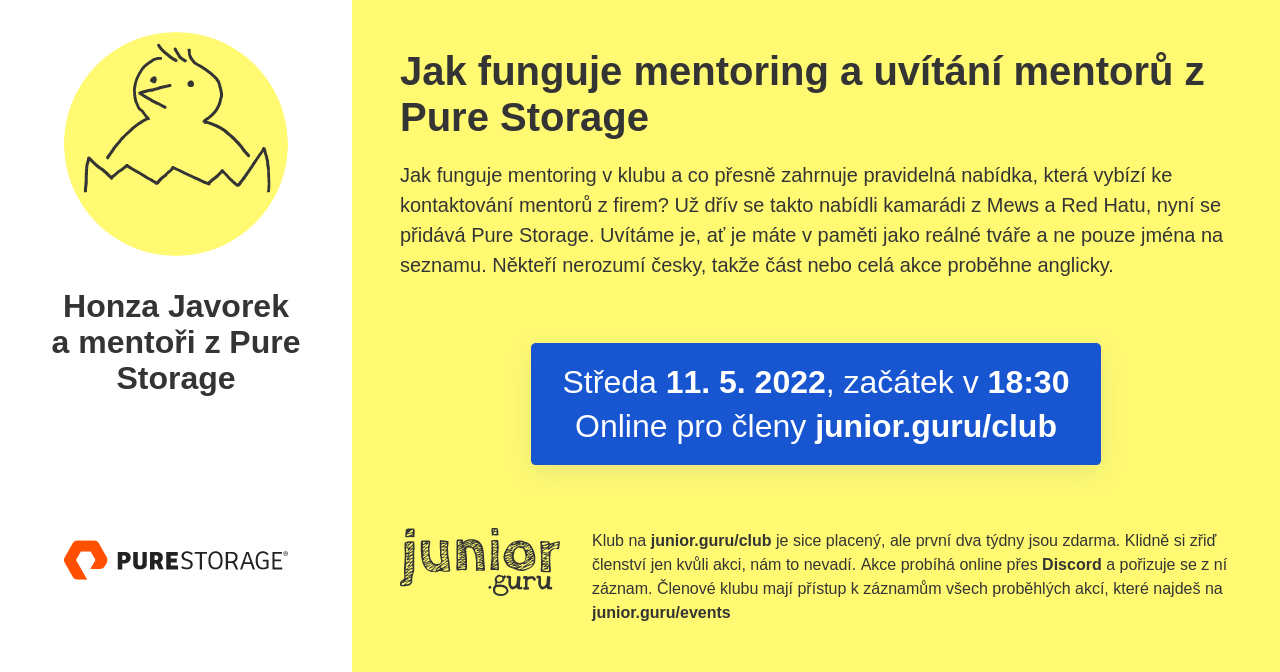 Honza Javorek
a mentoři z Pure
Storage
PURESTORAGE®
Jak funguje mentoring a uvítání mentorů z
Pure Storage
Jak funguje mentoring v klubu a co přesně zahrnuje pravidelná nabídka, která vybízí ke
kontaktování mentorů z firem? Už dřív se takto nabídli kamarádi z Mews a Red Hatu, nyní se
přidává Pure Storage. Uvítáme je, ať je máte v paměti jako reálné tváře a ne pouze jména na
seznamu. Někteří nerozumí česky, takže část nebo celá akce proběhne anglicky.
Středa 11. 5. 2022, začátek v 18:30
Online pro členy junior.guru/club
junior
.guru
Klub na junior.guru/club je sice placený, ale první dva týdny jsou zdarma. Klidně si zřiď
členství jen kvůli akci, nám to nevadí. Akce probíhá online přes Discord a pořizuje se z ní
záznam. Členové klubu mají přístup k záznamům všech proběhlých akcí, které najdeš na
junior.guru/events